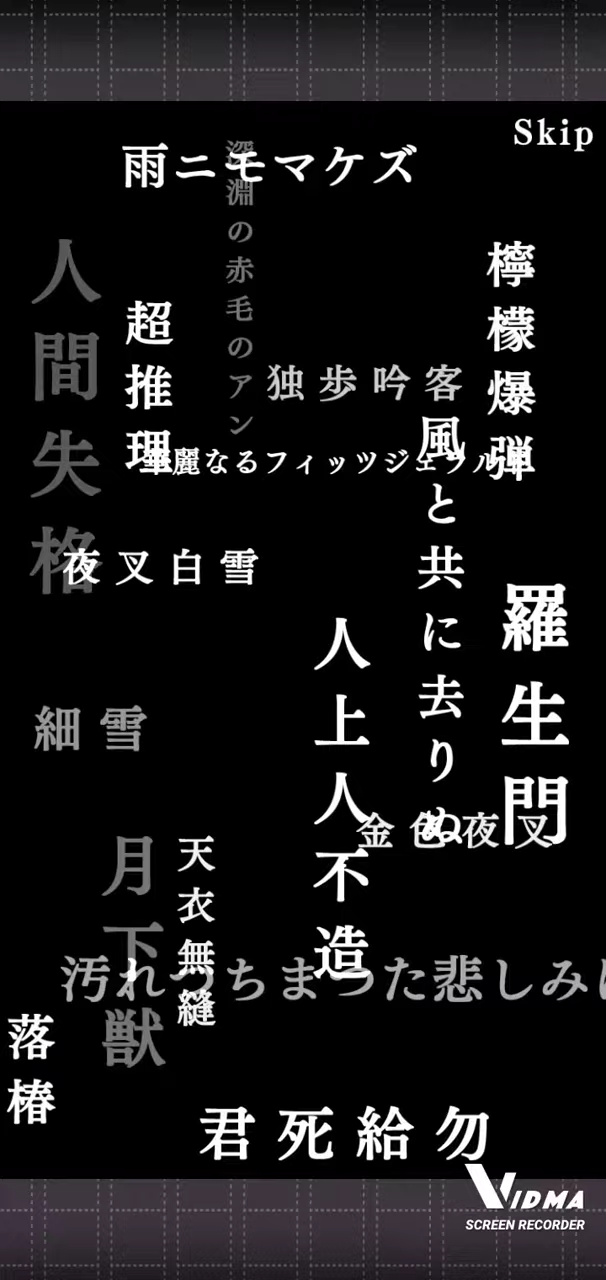 Skip
雨ニモマケズ
深淵の赤毛のアン
人間失格
超推理
檸檬爆弾
独歩吟客
風と共に去りぬ
華麗なるフィッツジェラルド
夜叉白雪
羅生門
人上人不造
細雪
金色夜叉
月下獣
天衣無縫
汚れつちまつた悲しみに
落椿
君死給勿
VIDMA
SCREEN RECORDER